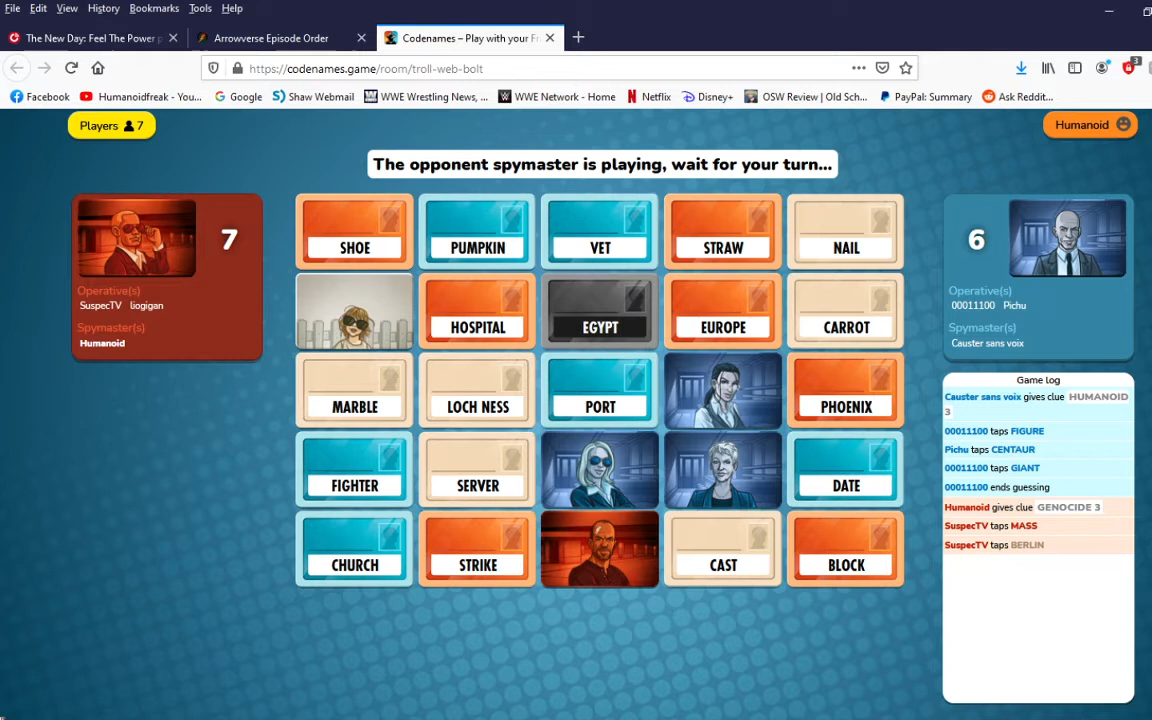 File Edit View History Bookmarks Tools Help
The New Day: Feel The Power p
Arrowverse Episode Order
Codenames – Play with your Fr
https://codenames.game/room/troll-web-bolt
3
Facebook
Humanoidfreak - You...
Google
Shaw Webmail
WWE Wrestling News, ...
WWE Network - Home
Netflix
Disney+
OSW Review | Old Sch...
PayPal: Summary
Ask Reddit...
Players 7
Humanoid
The opponent spymaster is playing, wait for your turn...
7
Operative(s)
SuspecTV liogigan
Spymaster(s)
Humanoid
SHOE PUMPKIN VET STRAW NAIL
HOSPITAL EGYPT EUROPE CARROT
MARBLE LOCH NESS PORT PHOENIX
FIGHTER SERVER DATE
CHURCH STRIKE CAST BLOCK
6
Operative(s)
00011100 Pichu
Spymaster(s)
Causter sans voix
Game log
Causter sans voix gives clue HUMANOID
3
00011100 taps FIGURE
Pichu taps CENTAUR
00011100 taps GIANT
00011100 ends guessing
Humanoid gives clue GENOCIDE 3
SuspecTV taps MASS
SuspecTV taps BERLIN